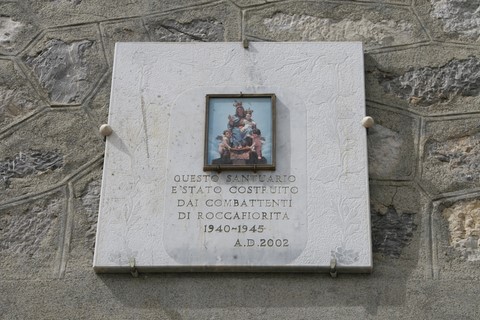 QUESTO SANTUARIO
E'STATO COSTRUITO
DAI COMBATTENTI
DI ROCCAFIORITA
1940-1945
A.D.2002